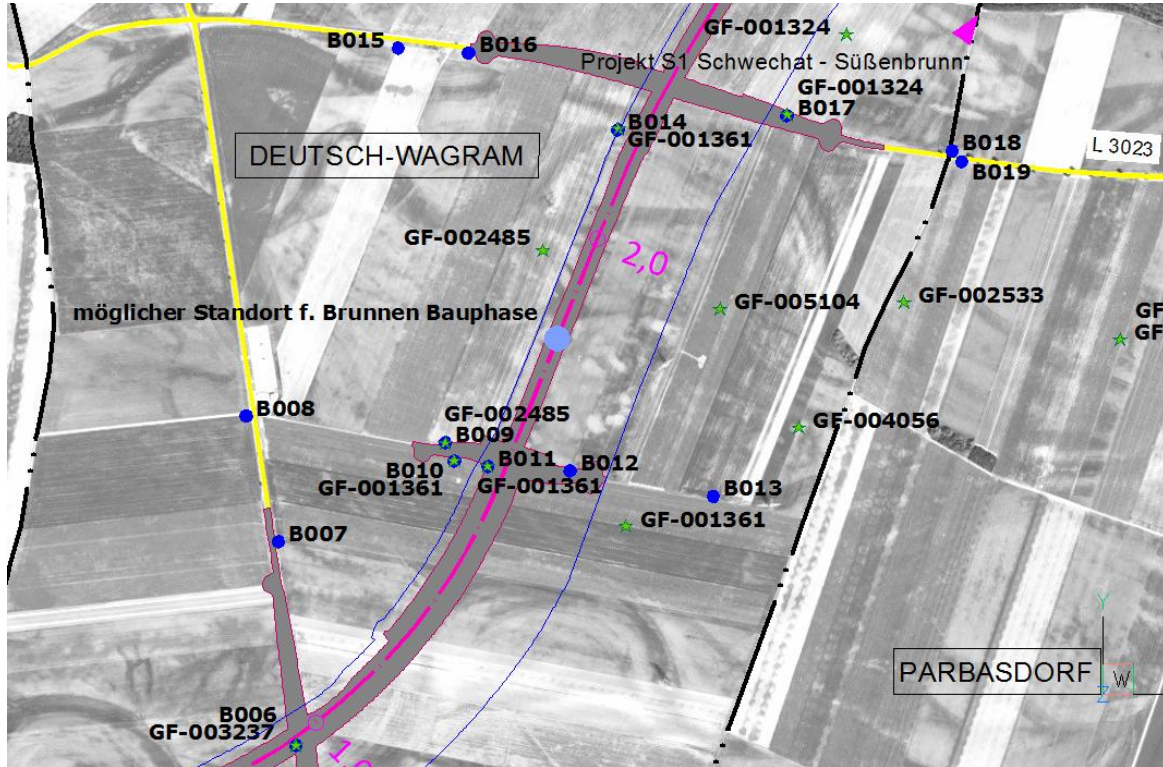 GF-001324
B015
B016
Projekt S1 Schwechat - Süßenbrunn
GF-001324
B017
B014
GF-001361
DEUTSCH-WAGRAM
B018
L 3023
B019
GF-002485
2,0
GF-005104
GF-002533
möglicher Standort f. Brunnen Bauphase
GF
GF
B008
GF-002485
B009
GF-004056
B010
B011
B012
GF-001361
GF-001361
B013
GF-001361
B007
Y
PARBASDORF
W
Z
B006
GF-003237
1,0